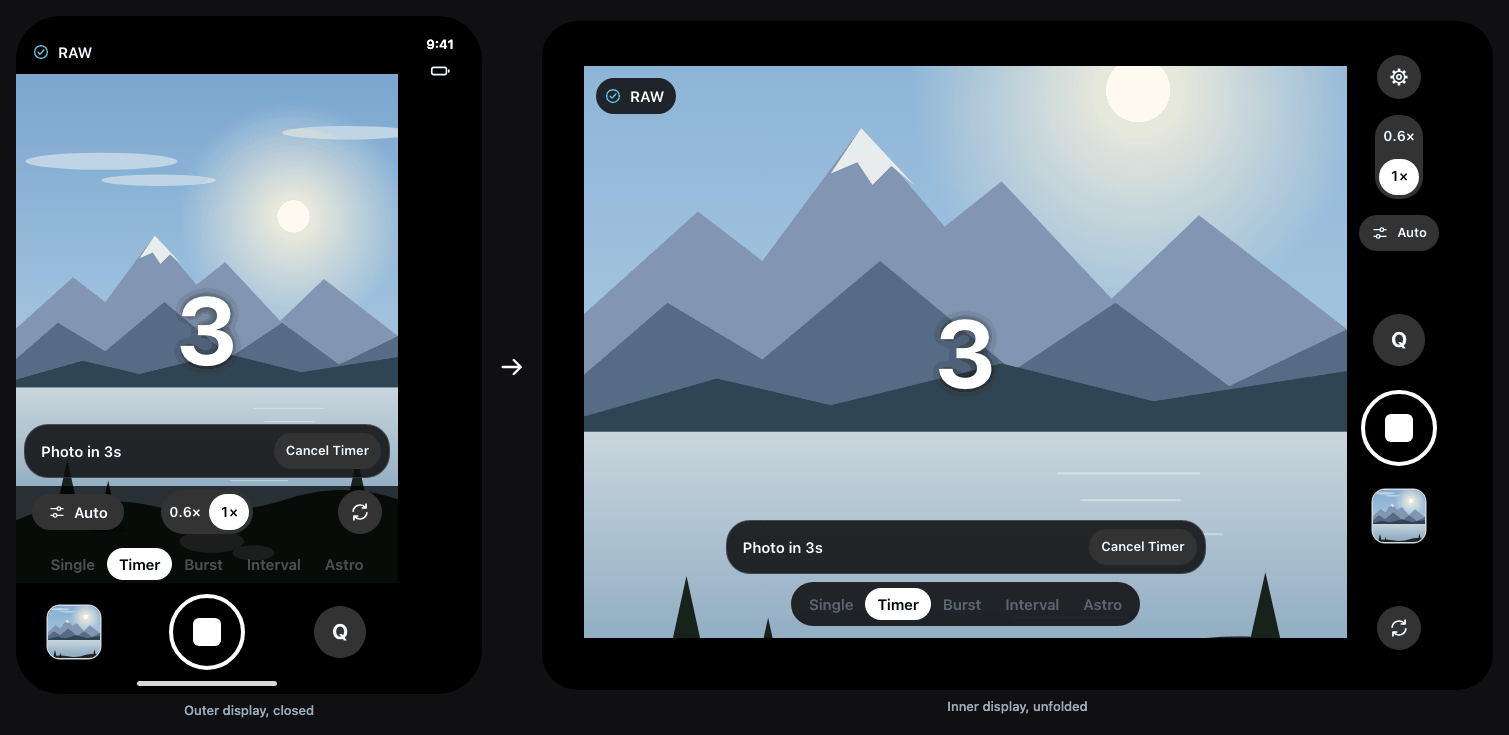 RAW
9:41
3
Photo in 3s
Cancel Timer
Auto
0.6×
1×
Single
Timer
Burst
Interval
Astro
Q
Outer display, closed
RAW
0.6×
1×
Auto
3
Q
Photo in 3s
Cancel Timer
Single
Timer
Burst
Interval
Astro
Inner display, unfolded